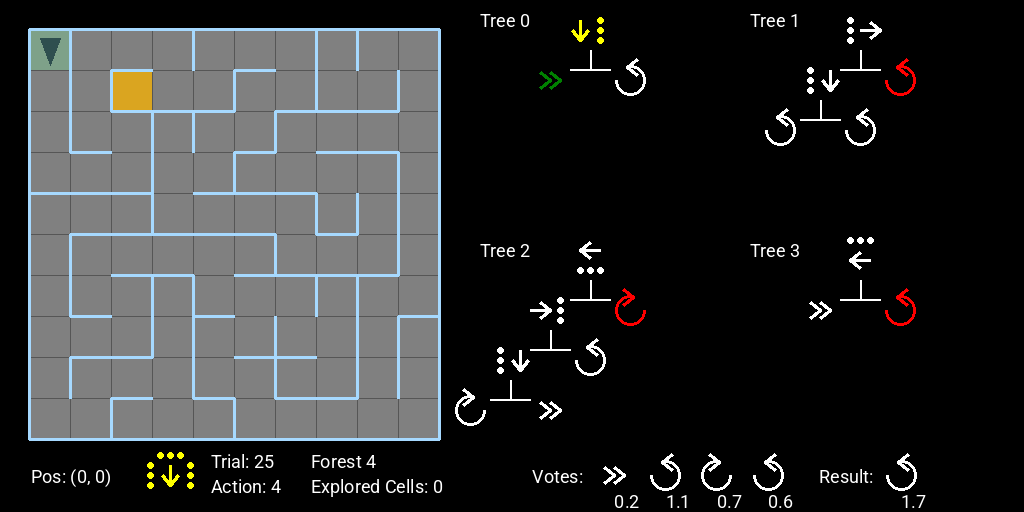 Tree 0
Tree 1
Tree 2
Tree 3
Pos: (0, 0)
Trial: 25
Forest 4
Action: 4
Explored Cells: 0
Votes:
0.2
1.1
0.7
0.6
Result:
1.7